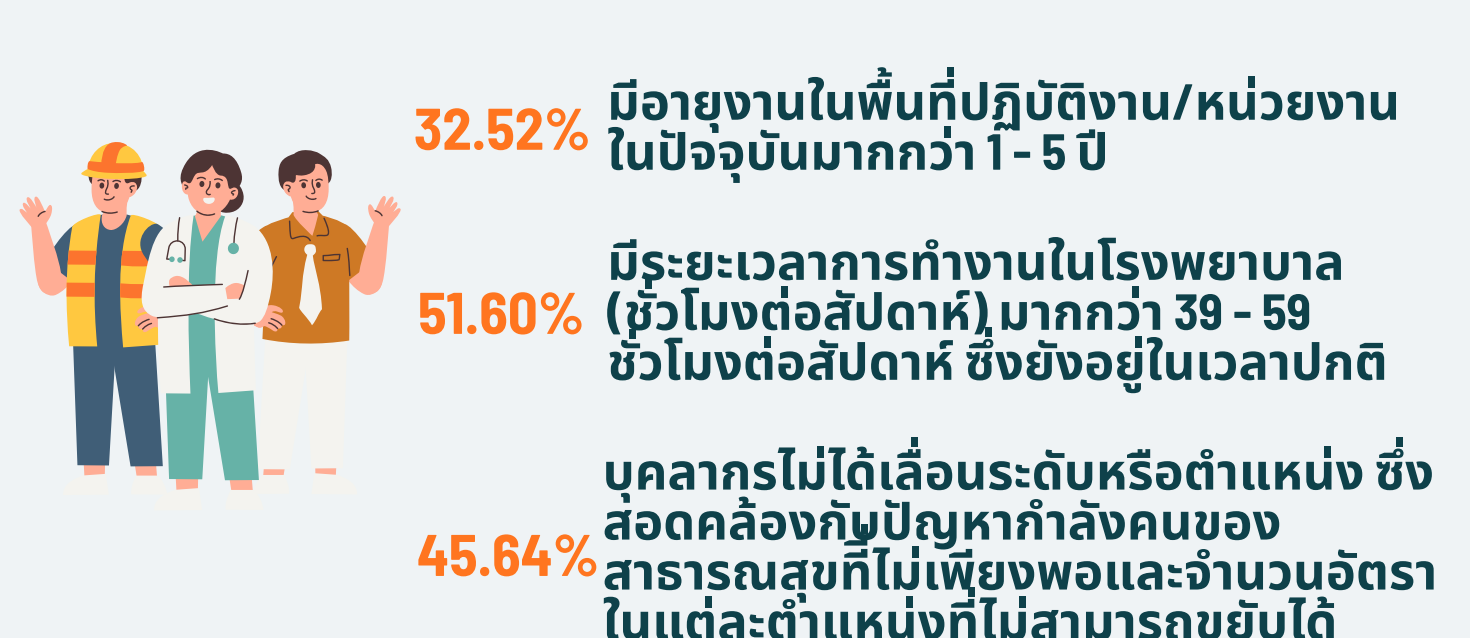 32.52%
มีอายุงานในพื้นที่ปฏิบัติงาน/หน่วยงาน
ในปัจจุบันมากกว่า 1 - 5 ปี
51.60%
มีระยะเวลาการทำงานในโรงพยาบาล
(ชั่วโมงต่อสัปดาห์) มากกว่า 39 - 59
ชั่วโมงต่อสัปดาห์ ซึ่งยังอยู่ในเวลาปกติ
45.64%
บุคลากรไม่ได้เลื่อนระดับหรือตำแหน่ง ซึ่ง
สอดคล้องกับปัญหากำลังคนของ
สาธารณสุขที่ไม่เพียงพอและจำนวนอัตรา
ในแต่ละตำแหน่งที่ไม่สามารถขยับได้